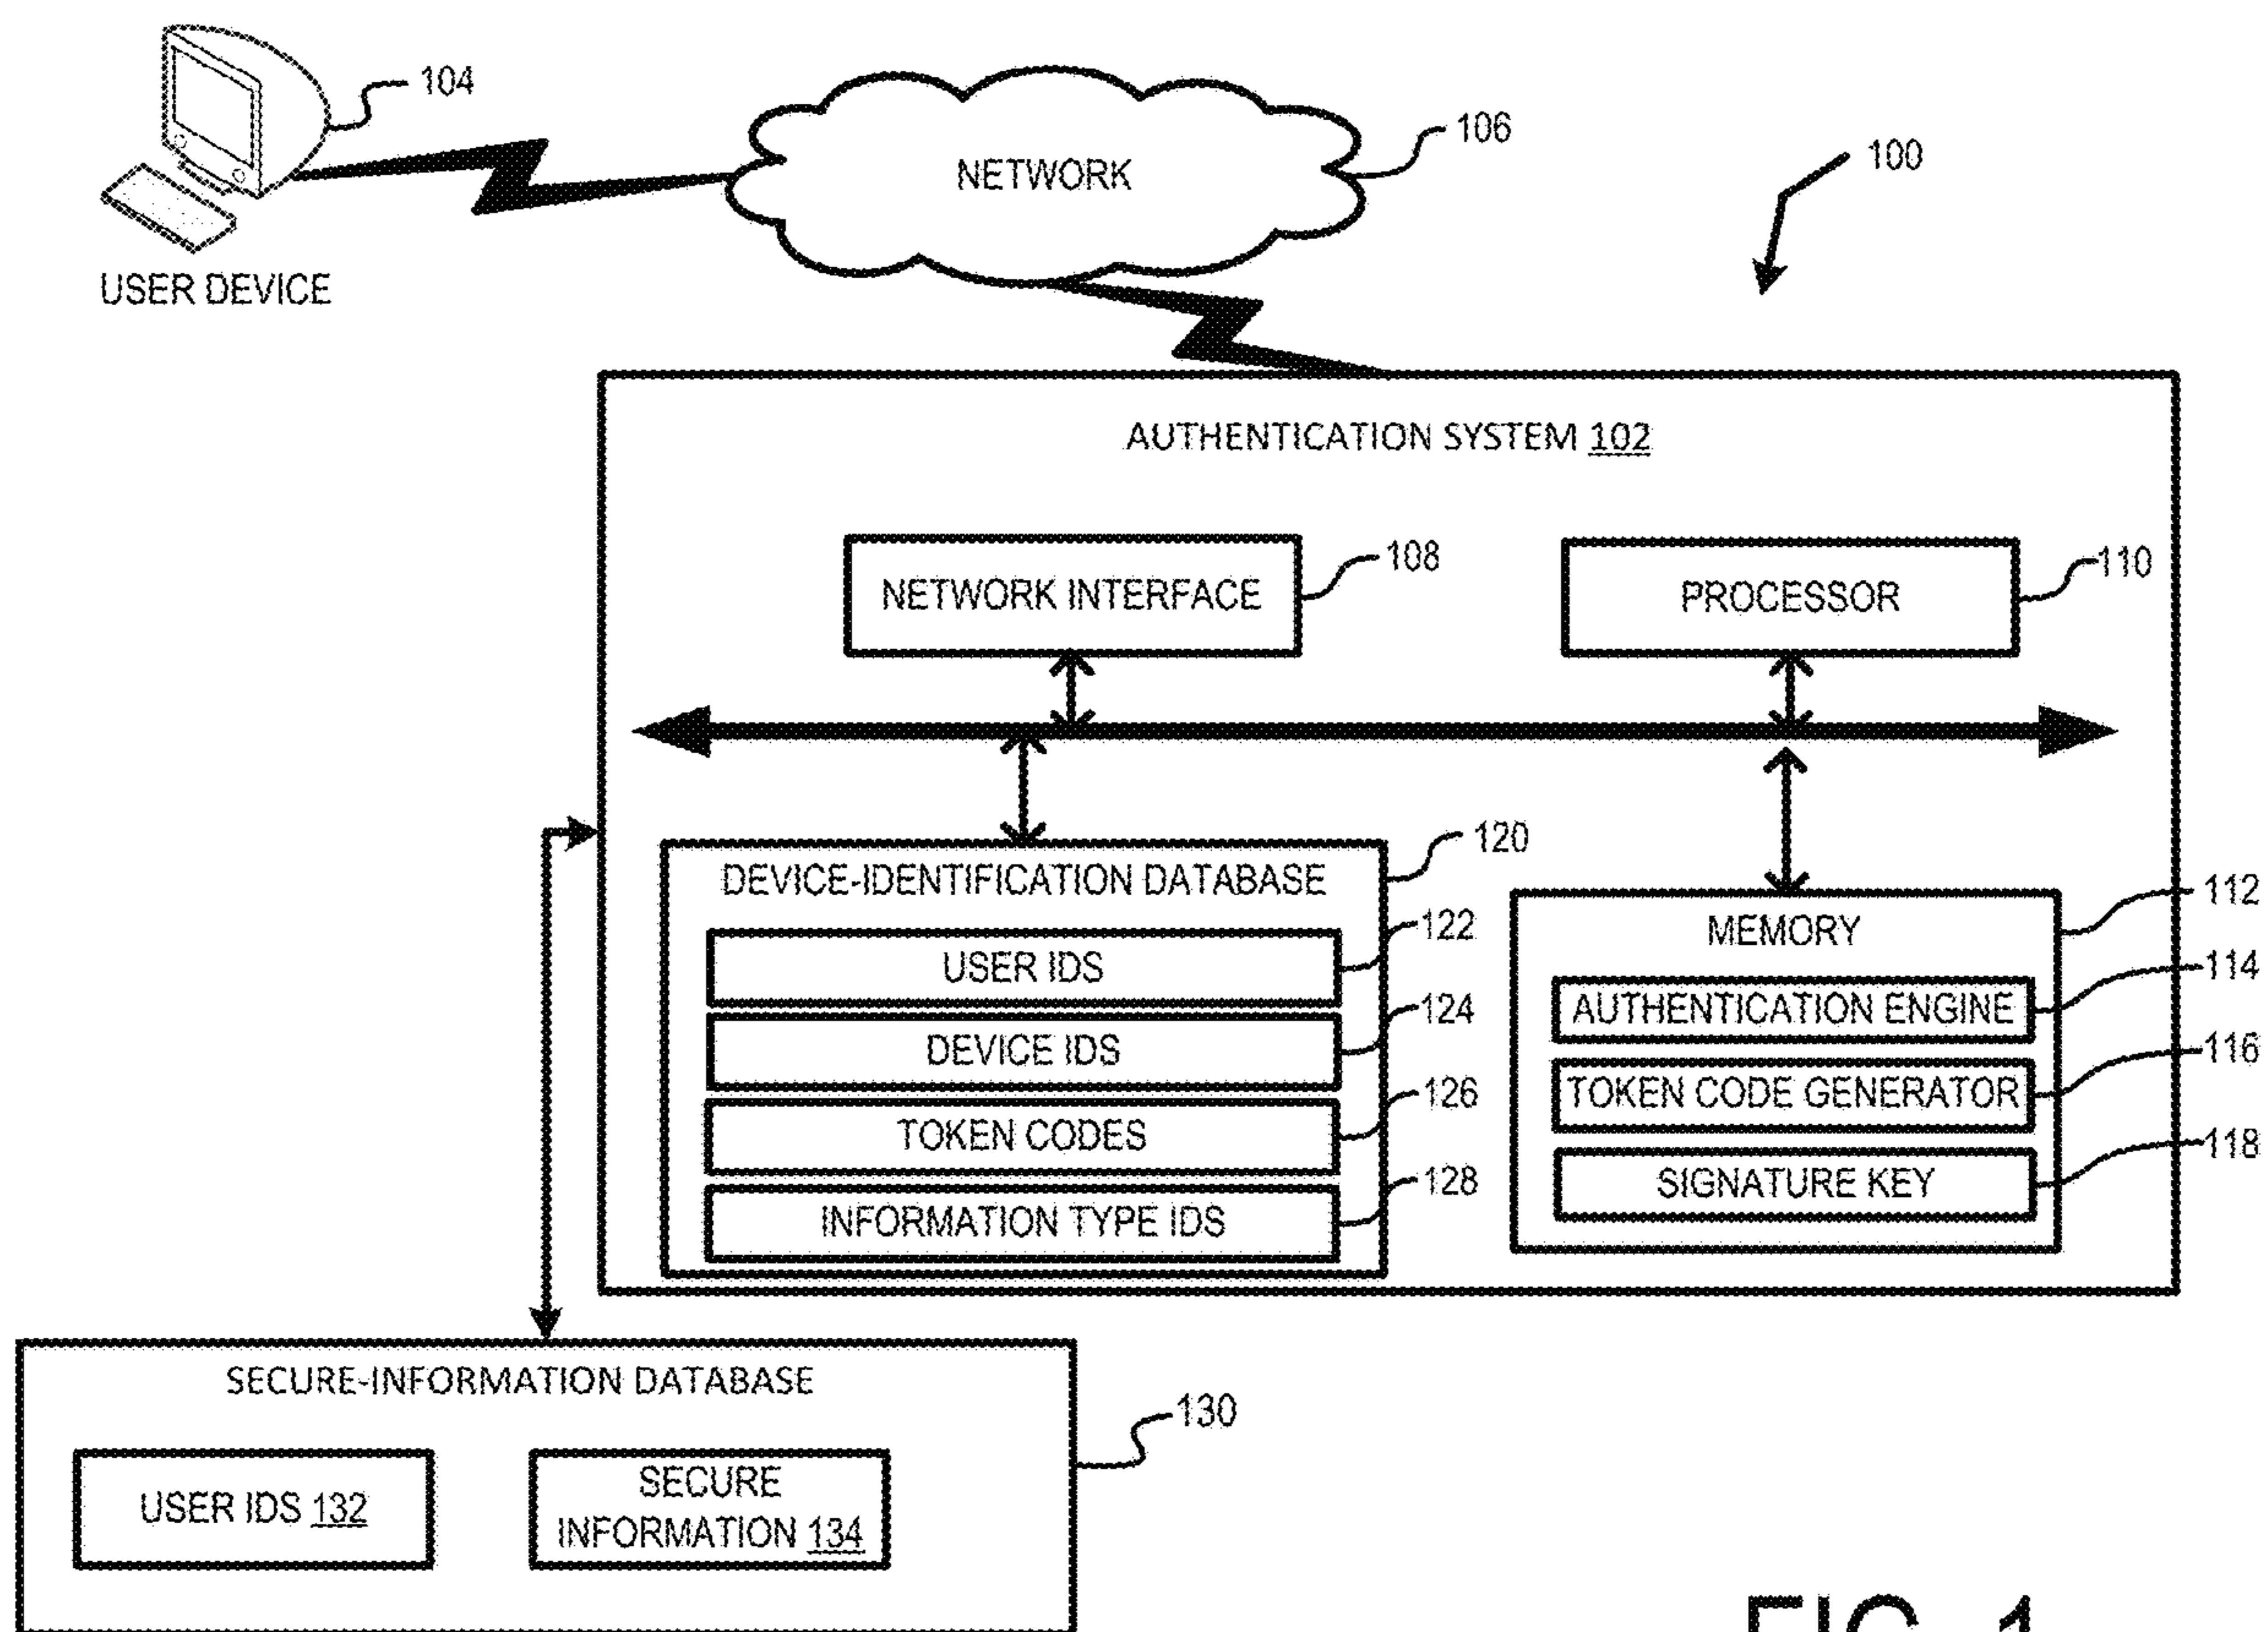 104
USER DEVICE
NETWORK
106
100
AUTHENTICATION SYSTEM 102
NETWORK INTERFACE
108
PROCESSOR
110
DEVICE-IDENTIFICATION DATABASE
120
USER IDS
122
DEVICE IDS
124
TOKEN CODES
126
INFORMATION TYPE IDS
128
MEMORY
112
AUTHENTICATION ENGINE
114
TOKEN CODE GENERATOR
116
SIGNATURE KEY
118
SECURE-INFORMATION DATABASE
130
USER IDS 132
SECURE
INFORMATION 134
FIG. 1